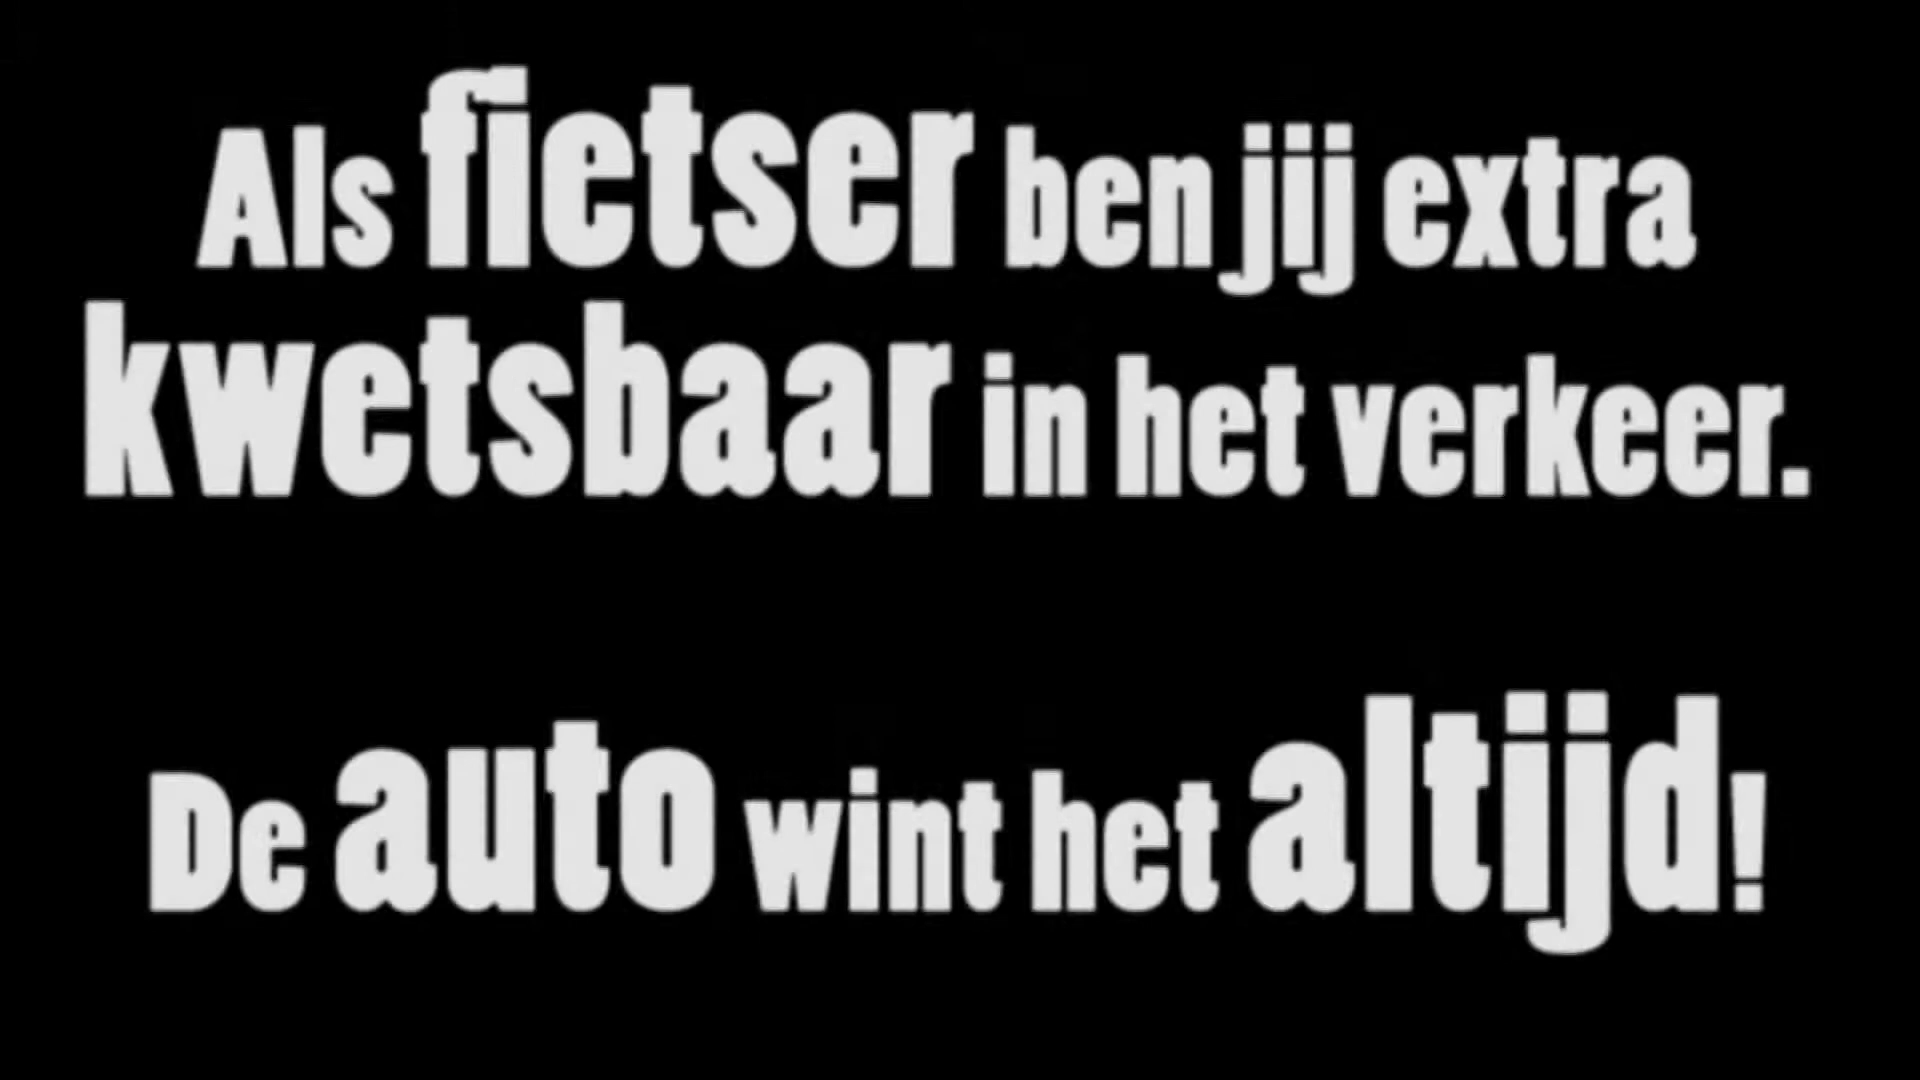 Als fietser ben jij extra
kwetsbaar in het verkeer.
De auto wint het altijd!